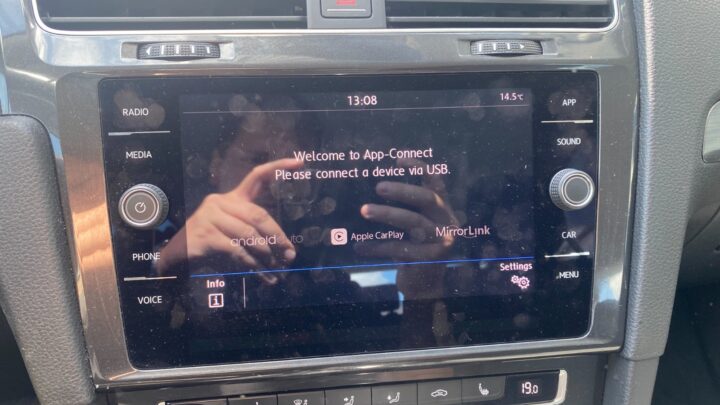 13:08
14.5°C
RADIO
MEDIA
PHONE
VOICE
Welcome to App-Connect
Please connect a device via USB.
androidauto
Apple CarPlay
MirrorLink
Info
i
Settings
APP
SOUND
CAR
MENU
19.0